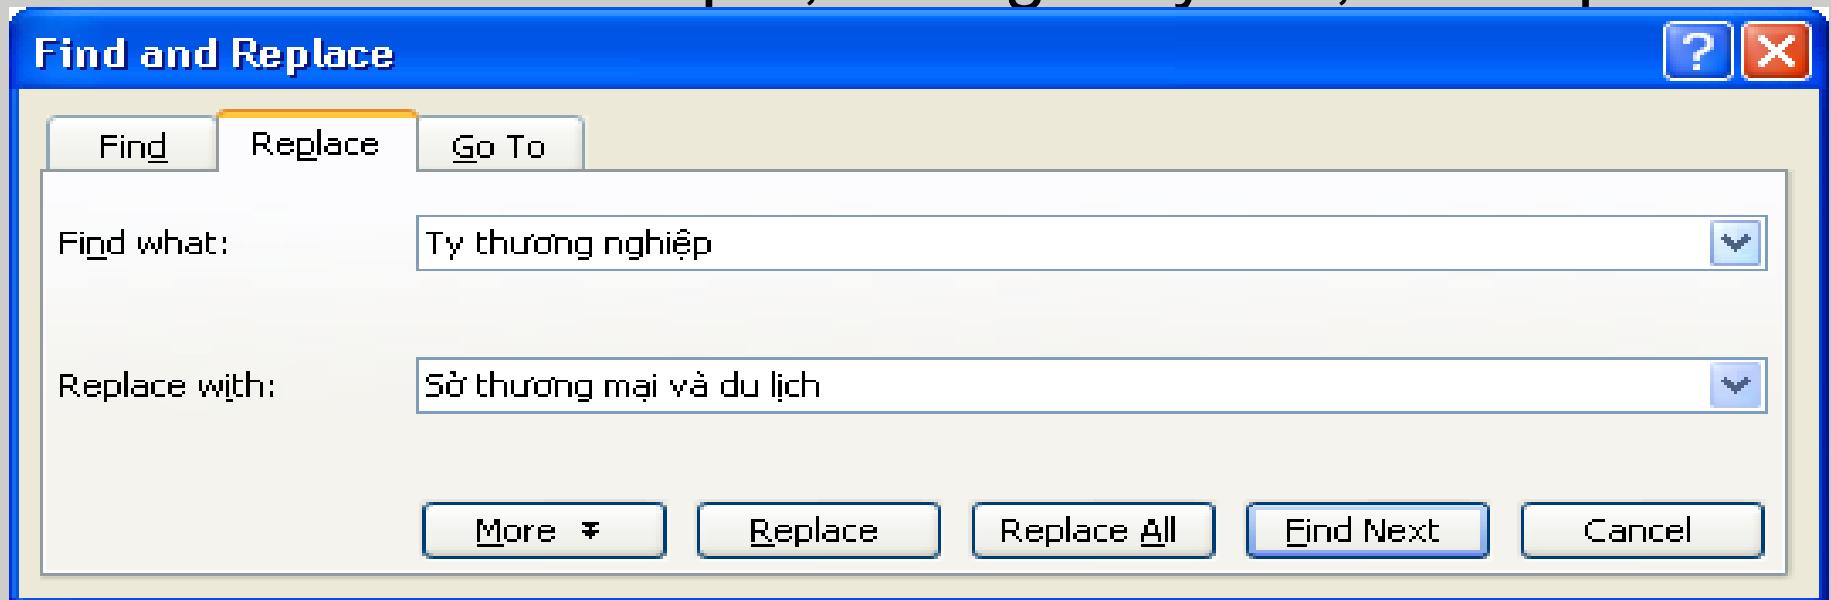 Find and Replace
Find Replace Go To
Find what: Ty thương nghiệp
Replace with: Sở thương mại và du lịch
More Replace Replace All Find Next Cancel